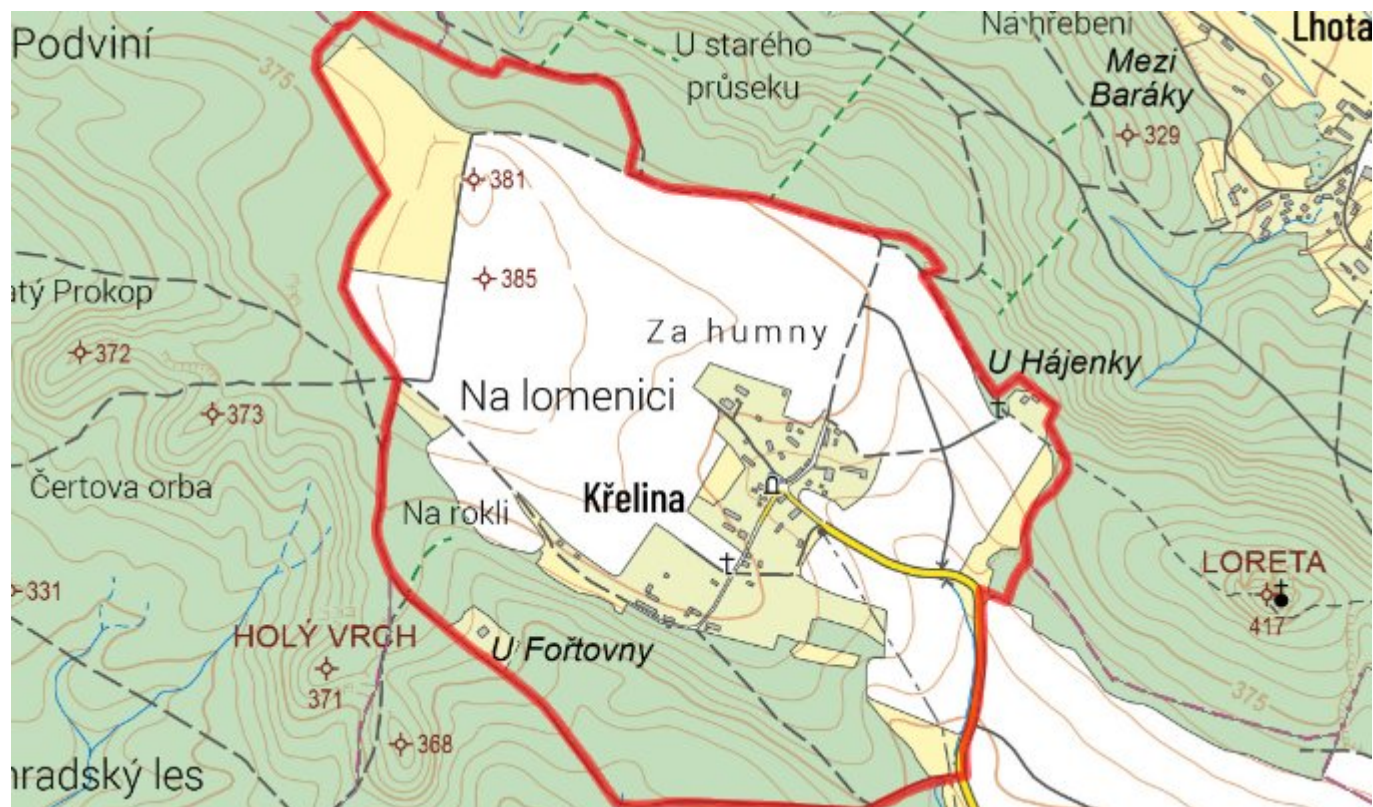 Podviní
375
U starého
průseku
Na hřebeni
Lhota
Mezi
Baráky
329
381
385
atý Prokop
372
373
Za humny
U Hájenky
Na lomenici
Čertova orba
Na rokli
Křelina
LORETA
417
331
HOLÝ VRCH
371
U Fořtovny
368
375
hradský les